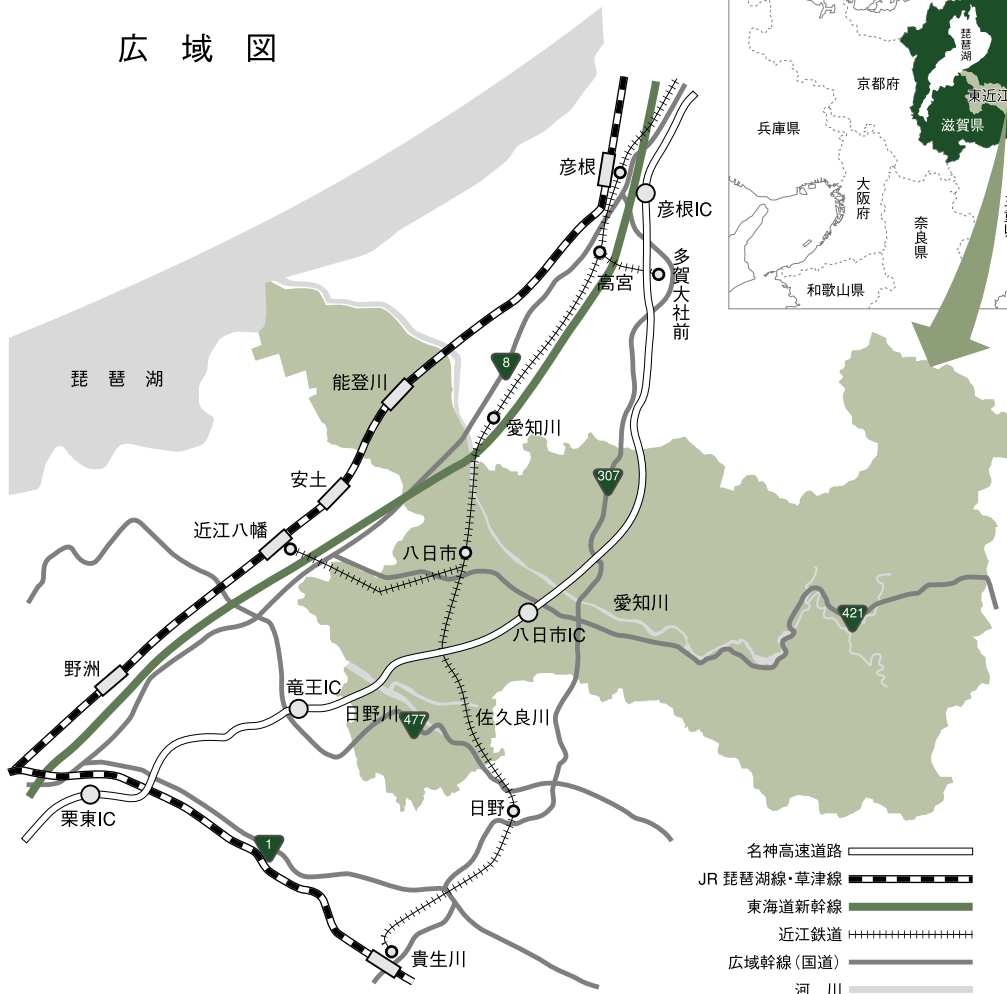 広域図
琵琶湖
京都府
東近江
滋賀県
兵庫県
大阪府
奈良県
和歌山県
彦根
彦根IC
高宮
多賀大社前
琵琶湖
8
能登川
愛知川
307
安土
近江八幡
八日市
愛知川
421
八日市IC
野洲
竜王IC
日野川
477
佐久良川
栗東IC
日野
1
貴生川
名神高速道路
JR 琵琶湖線・草津線
東海道新幹線
近江鉄道
広域幹線(国道)
河川